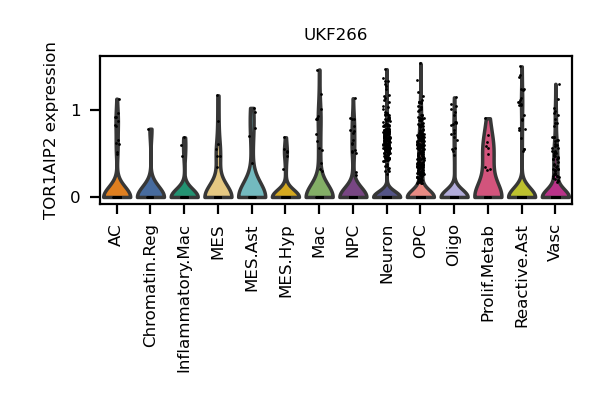 UKF266
TOR1AIP2 expression
1
0
AC
Chromatin.Reg
Inflammatory.Mac
MES
MES.Ast
MES.Hyp
Mac
NPC
Neuron
OPC
Oligo
Prolif.Metab
Reactive.Ast
Vasc